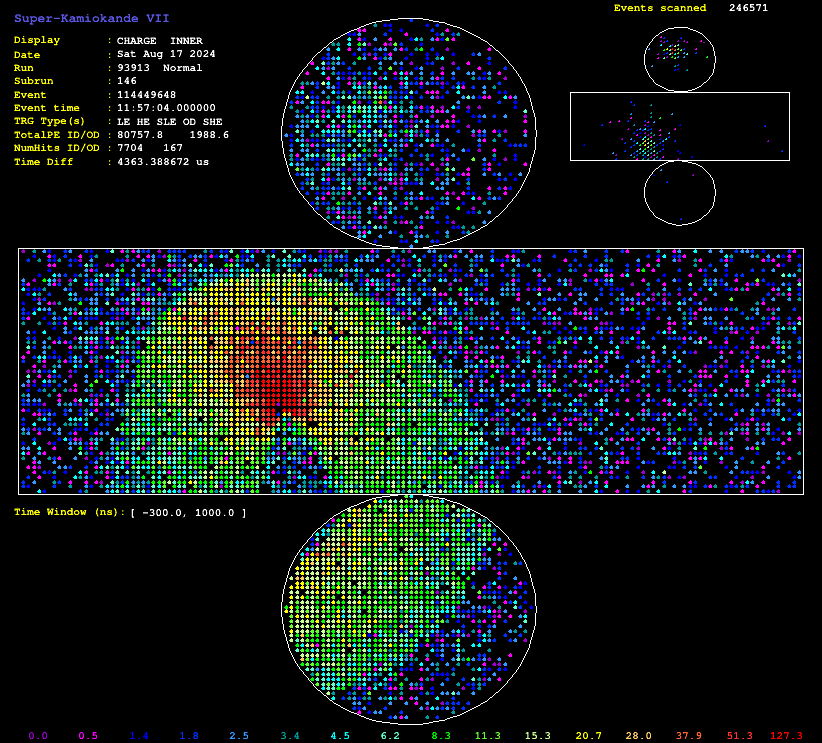 Super-Kamiokande VII
Events scanned 246571
Display : CHARGE INNER
Date : Sat Aug 17 2024
Run : 93913 Normal
Subrun : 146
Event : 114449648
Event time : 11:57:04.000000
TRG Type(s) : LE HE SLE OD SHE
TotalPE ID/OD : 80757.8 1988.6
NumHits ID/OD : 7704 167
Time Diff : 4363.388672 us
Time Window (ns): [ -300.0, 1000.0 ]
0.0 0.5 1.4 1.8 2.5 3.4 4.5 6.2 8.3 11.3 15.3 20.7 28.0 37.9 51.3 127.3